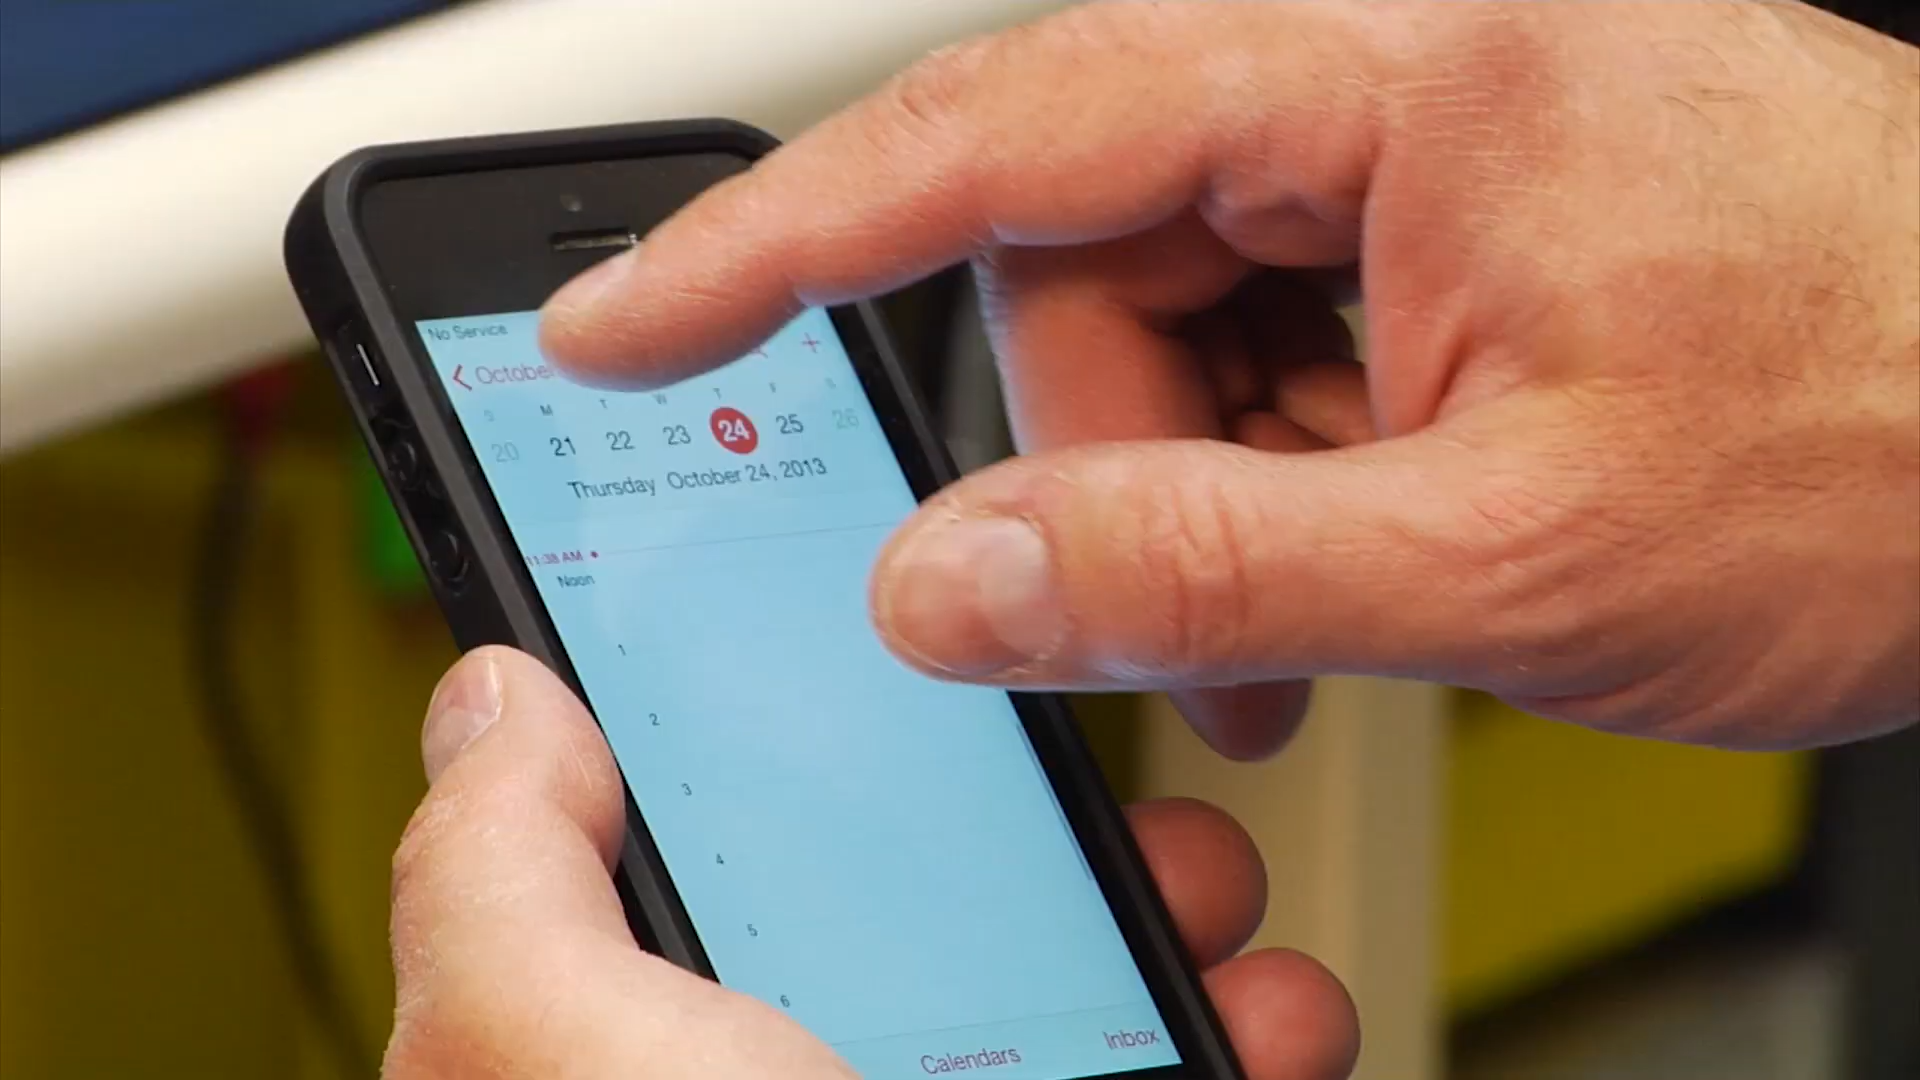 No Service
< October +
S M T W T F S
20 21 22 23 24 25 26
Thursday October 24, 2013
11:38 AM
Noon
1
2
3
4
5
6
Calendars Inbox